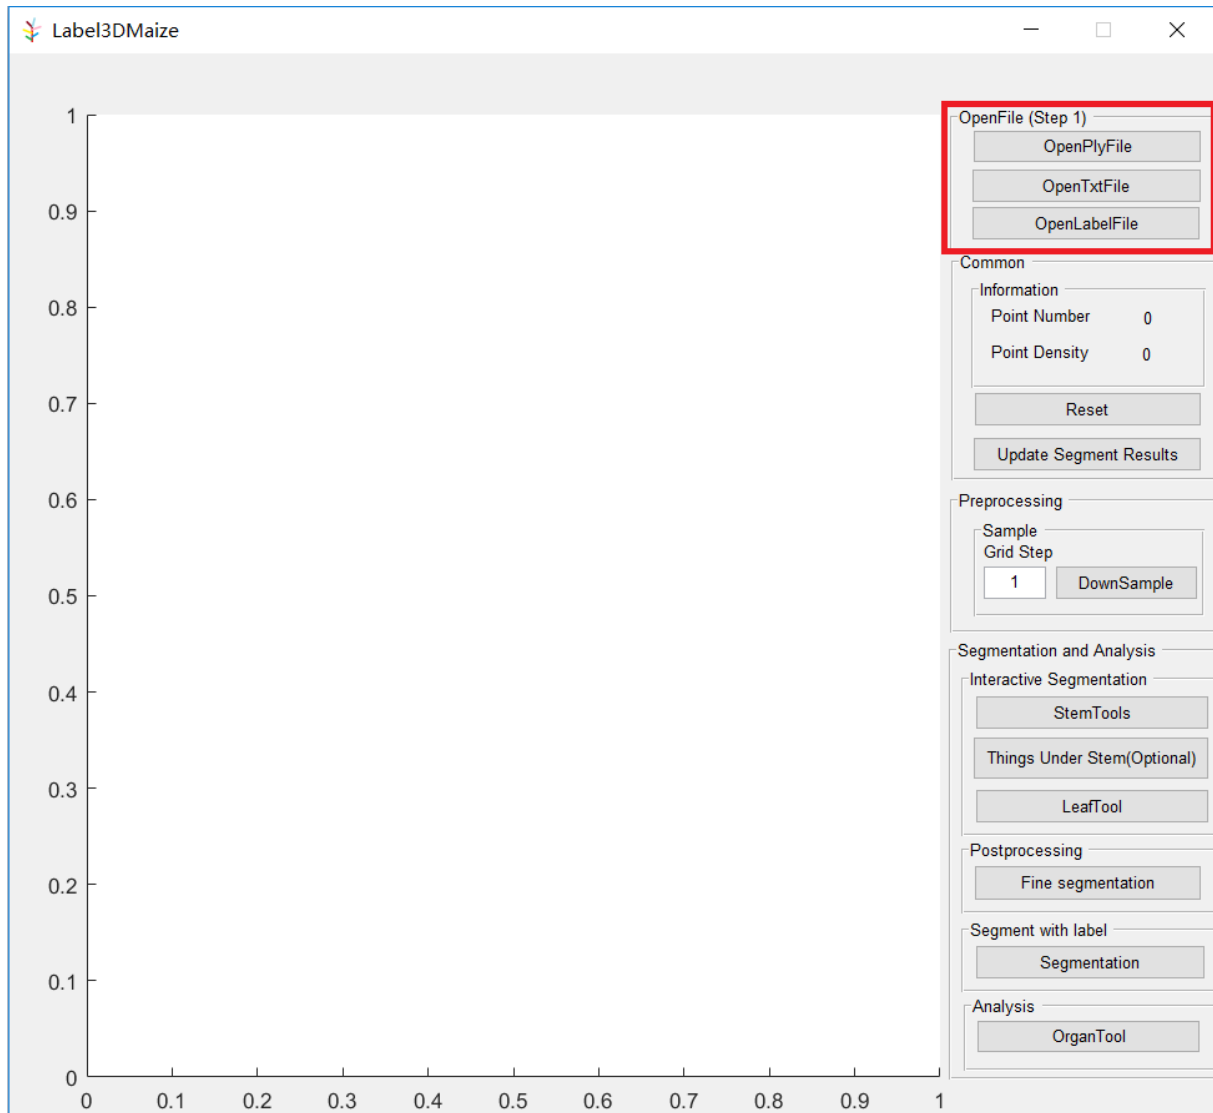 Label3DMaize
1
0.9
0.8
0.7
0.6
0.5
0.4
0.3
0.2
0.1
0
0 0.1 0.2 0.3 0.4 0.5 0.6 0.7 0.8 0.9 1
OpenFile (Step 1)
OpenPlyFile
OpenTxtFile
OpenLabelFile
Common
Information
Point Number 0
Point Density 0
Reset
Update Segment Results
Preprocessing
Sample
Grid Step
1 DownSample
Segmentation and Analysis
Interactive Segmentation
StemTools
Things Under Stem(Optional)
LeafTool
Postprocessing
Fine segmentation
Segment with label
Segmentation
Analysis
OrganTool